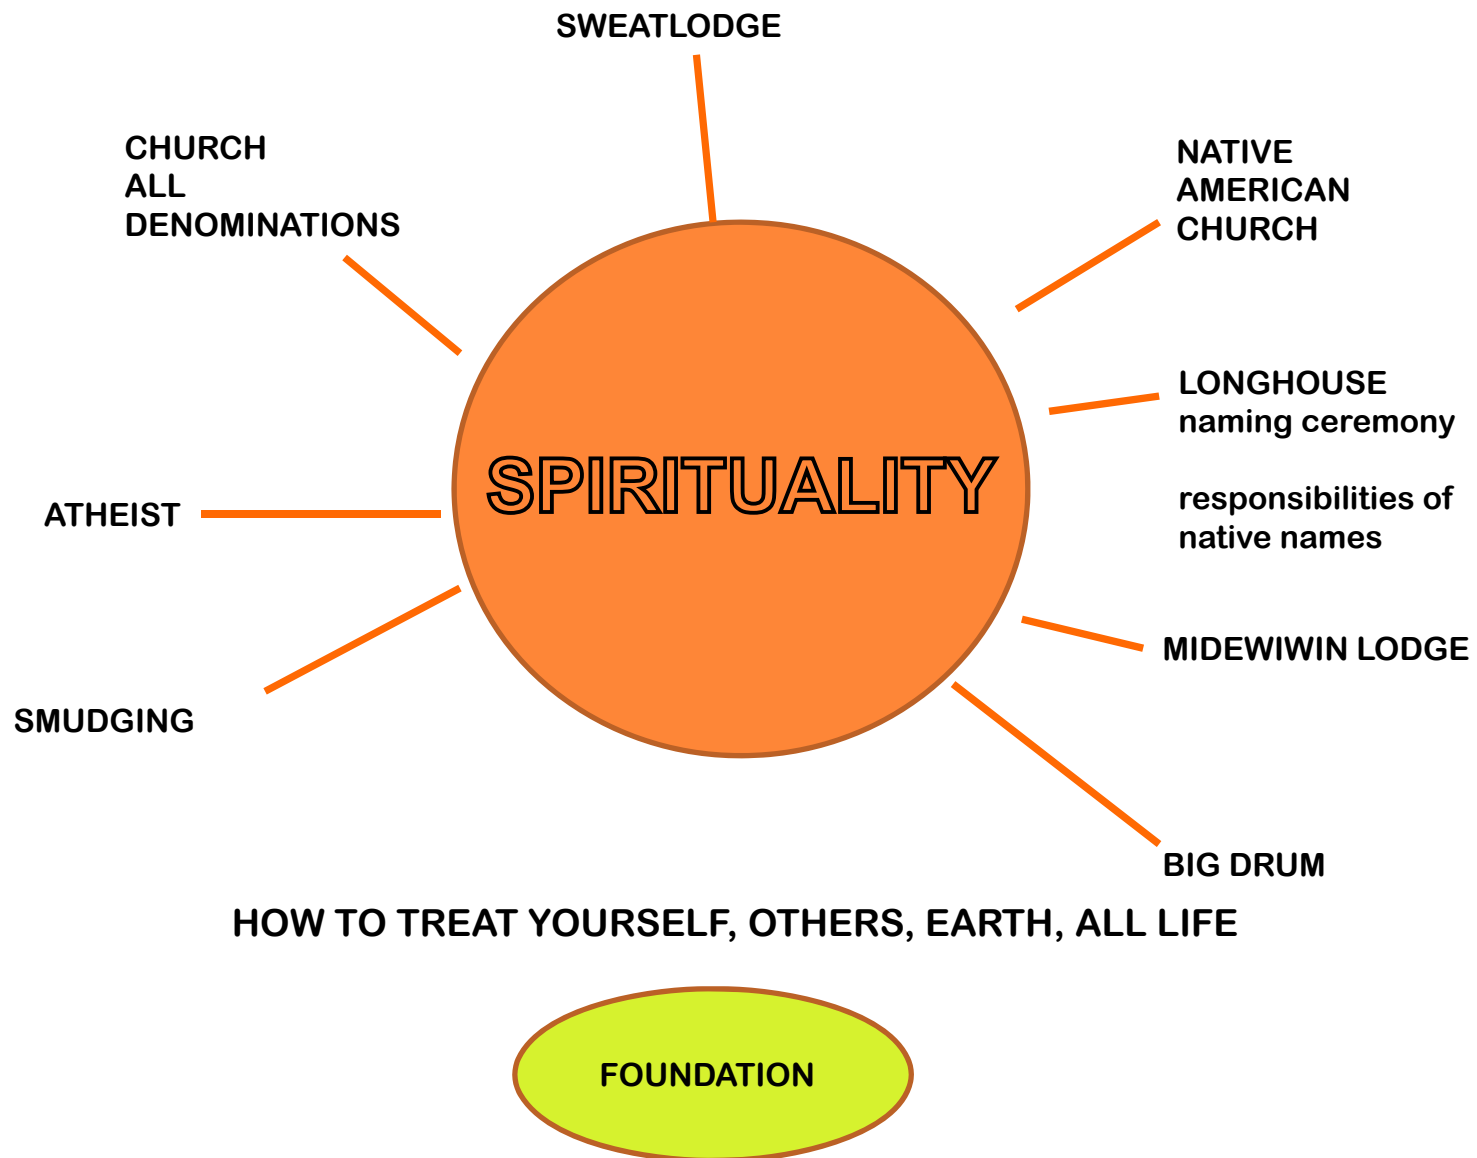 SWEATLODGE
CHURCH
ALL
DENOMINATIONS
NATIVE
AMERICAN
CHURCH
LONGHOUSE
naming ceremony
responsibilities of
native names
SPIRITUALITY
ATHEIST
MIDEWIWIN LODGE
SMUDGING
BIG DRUM
HOW TO TREAT YOURSELF, OTHERS, EARTH, ALL LIFE
FOUNDATION